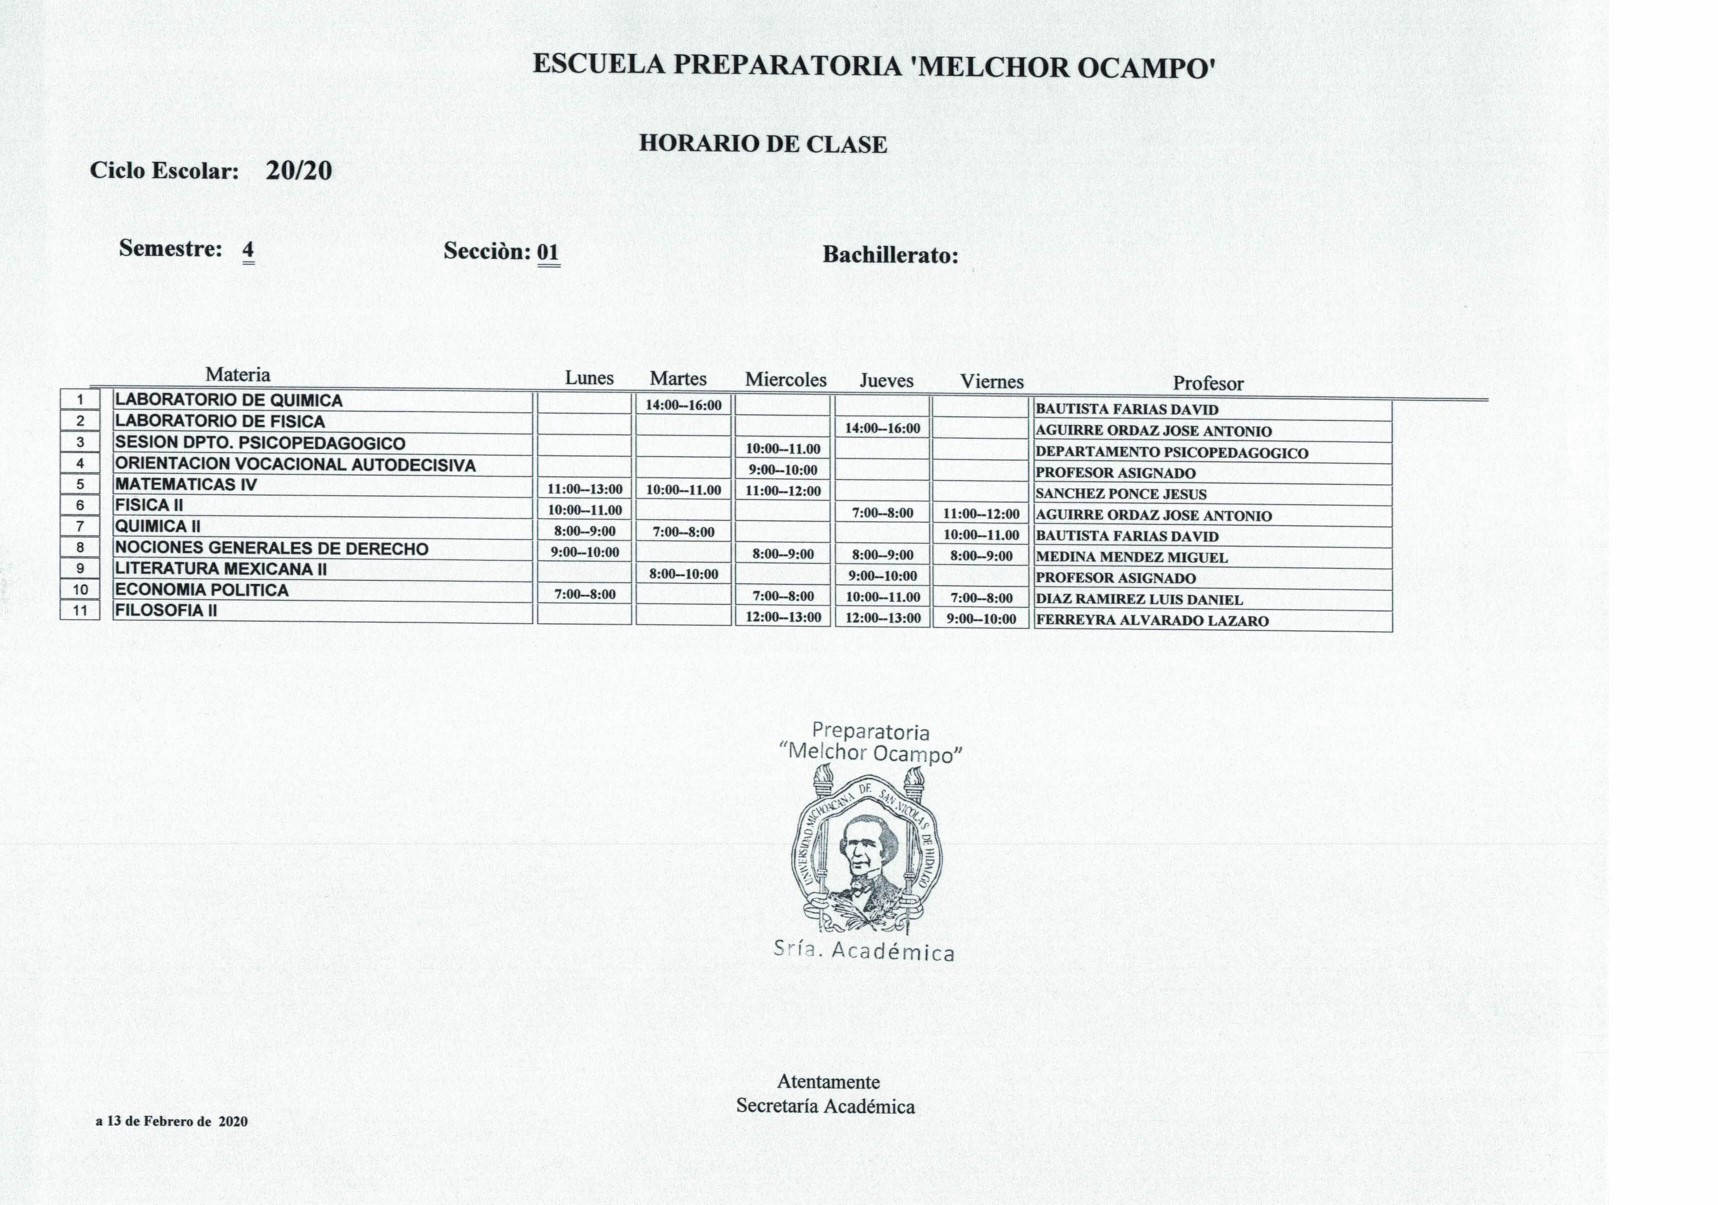 ESCUELA PREPARATORIA 'MELCHOR OCAMPO'
HORARIO DE CLASE
Ciclo Escolar: 20/20
Semestre: 4 Secciòn: 01 Bachillerato:
Materia Lunes Martes Miercoles Jueves Viernes Profesor
1 LABORATORIO DE QUIMICA 14:00--16:00 BAUTISTA FARIAS DAVID
2 LABORATORIO DE FISICA 14:00--16:00 AGUIRRE ORDAZ JOSE ANTONIO
3 SESION DPTO. PSICOPEDAGOGICO 10:00--11.00 DEPARTAMENTO PSICOPEDAGOGICO
4 ORIENTACION VOCACIONAL AUTODECISIVA 9:00--10:00 PROFESOR ASIGNADO
5 MATEMATICAS IV 11:00--13:00 10:00--11.00 11:00--12:00 SANCHEZ PONCE JESUS
6 FISICA II 10:00--11.00 7:00--8:00 11:00--12:00 AGUIRRE ORDAZ JOSE ANTONIO
7 QUIMICA II 8:00--9:00 7:00--8:00 10:00--11.00 BAUTISTA FARIAS DAVID
8 NOCIONES GENERALES DE DERECHO 9:00--10:00 8:00--9:00 8:00--9:00 8:00--9:00 MEDINA MENDEZ MIGUEL
9 LITERATURA MEXICANA II 8:00--10:00 9:00--10:00 PROFESOR ASIGNADO
10 ECONOMIA POLITICA 7:00--8:00 7:00--8:00 10:00--11.00 7:00--8:00 DIAZ RAMIREZ LUIS DANIEL
11 FILOSOFIA II 12:00--13:00 12:00--13:00 9:00--10:00 FERREYRA ALVARADO LAZARO
Preparatoria
“Melchor Ocampo”
UNIVERSIDAD MICHOACANA DE SAN NICOLAS DE HIDALGO
Sría. Académica
Atentamente
Secretaría Académica
a 13 de Febrero de 2020